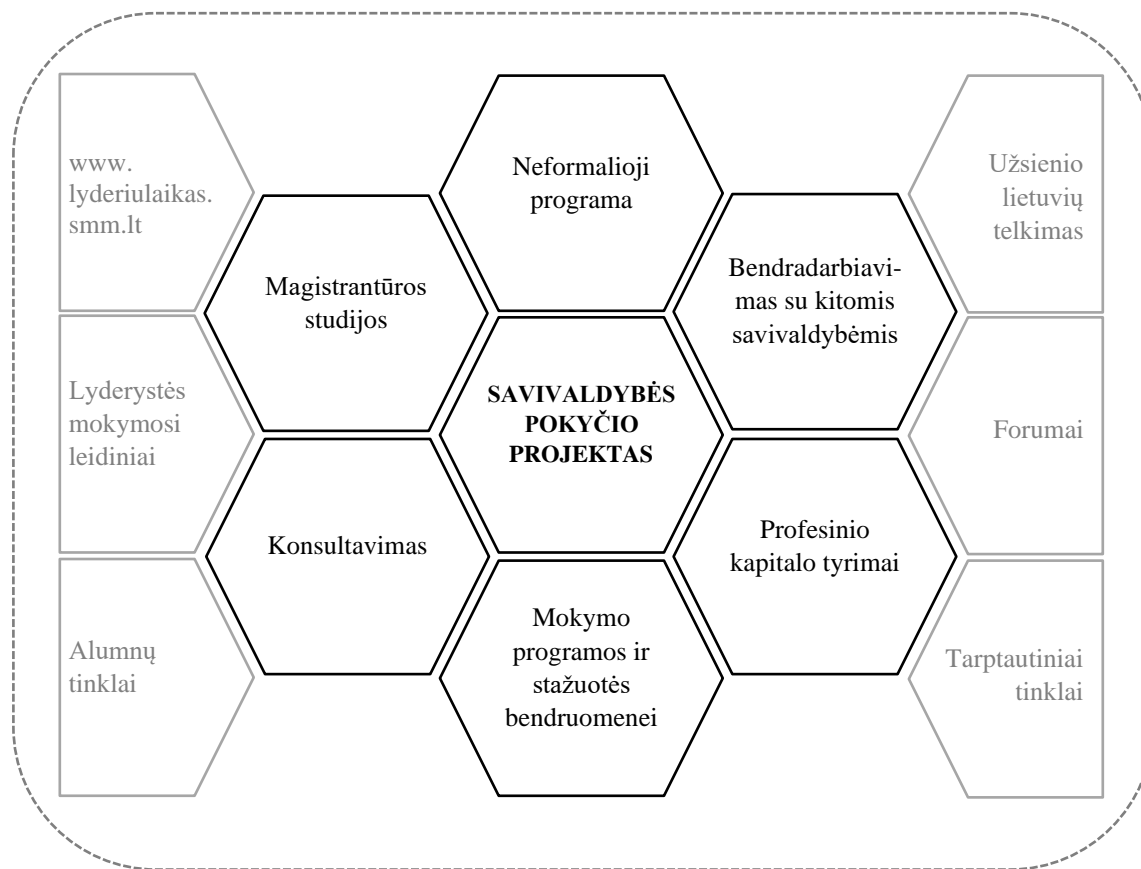 www.
lyderiulaikas.
smm.lt
Neformalioji
programa
Užsienio
lietuvių
telkimas
Magistrantūros
studijos
Bendradarbiavi-
mas su kitomis
savivaldybėmis
Lyderystės
mokymosi
leidiniai
SAVIVALDYBĖS
POKYČIO
PROJEKTAS
Forumai
Konsultavimas
Profesinio
kapitalo tyrimai
Alumnų
tinklai
Mokymo
programos ir
stažuotės
bendruomenei
Tarptautiniai
tinklai